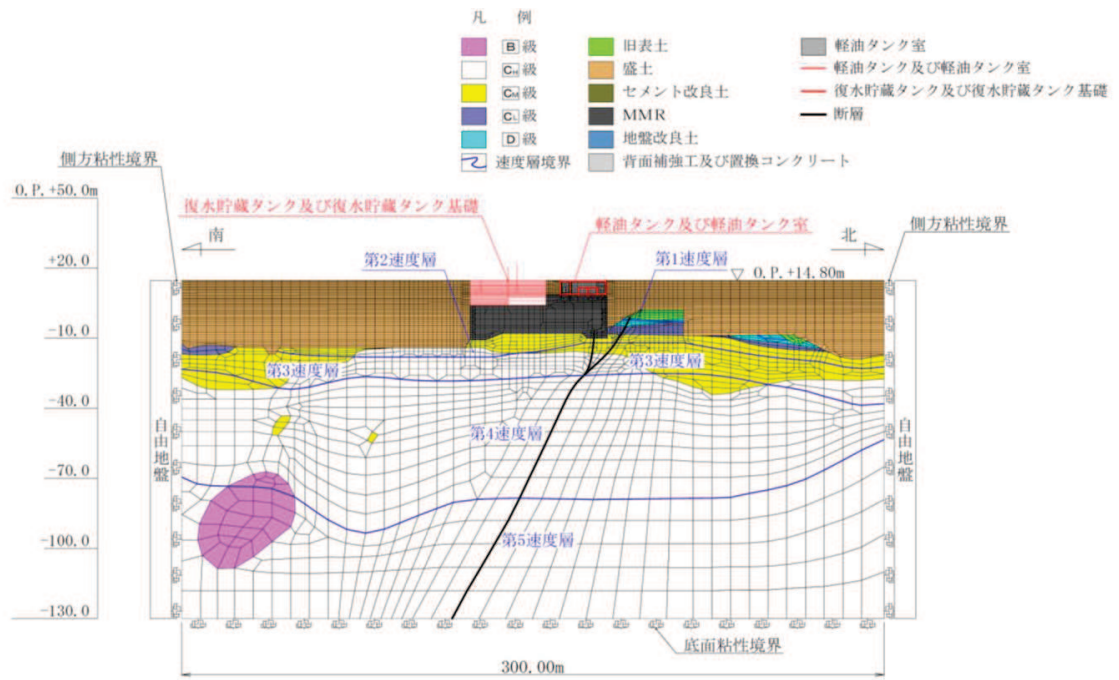 凡 例
B 級
CH 級
CM 級
CL 級
D 級
速度層境界
旧表土
盛土
セメント改良土
MMR
地盤改良土
背面補強工及び置換コンクリート
軽油タンク室
軽油タンク及び軽油タンク室
復水貯蔵タンク及び復水貯蔵タンク基礎
断層
側方粘性境界
O.P.+50.0m
復水貯蔵タンク及び復水貯蔵タンク基礎
軽油タンク及び軽油タンク室
側方粘性境界
南
北
+20.0
第2速度層
第1速度層
O.P.+14.80m
-10.0
第3速度層
第3速度層
-40.0
自由地盤
第4速度層
自由地盤
-70.0
-100.0
第5速度層
-130.0
底面粘性境界
300.00m